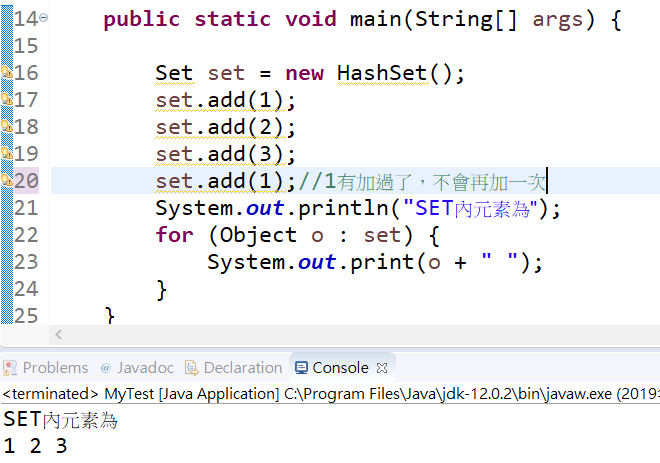 14 public static void main(String[] args) {
15
16 Set set = new HashSet();
17 set.add(1);
18 set.add(2);
19 set.add(3);
20 set.add(1);//1有加過了，不會再加一次
21 System.out.println("SET內元素為");
22 for (Object o : set) {
23 System.out.print(o + " ");
24 }
25 }
Problems @ Javadoc Declaration Console
<terminated> MyTest [Java Application] C:\Program Files\Java\jdk-12.0.2\bin\javaw.exe (2019
SET內元素為
1 2 3